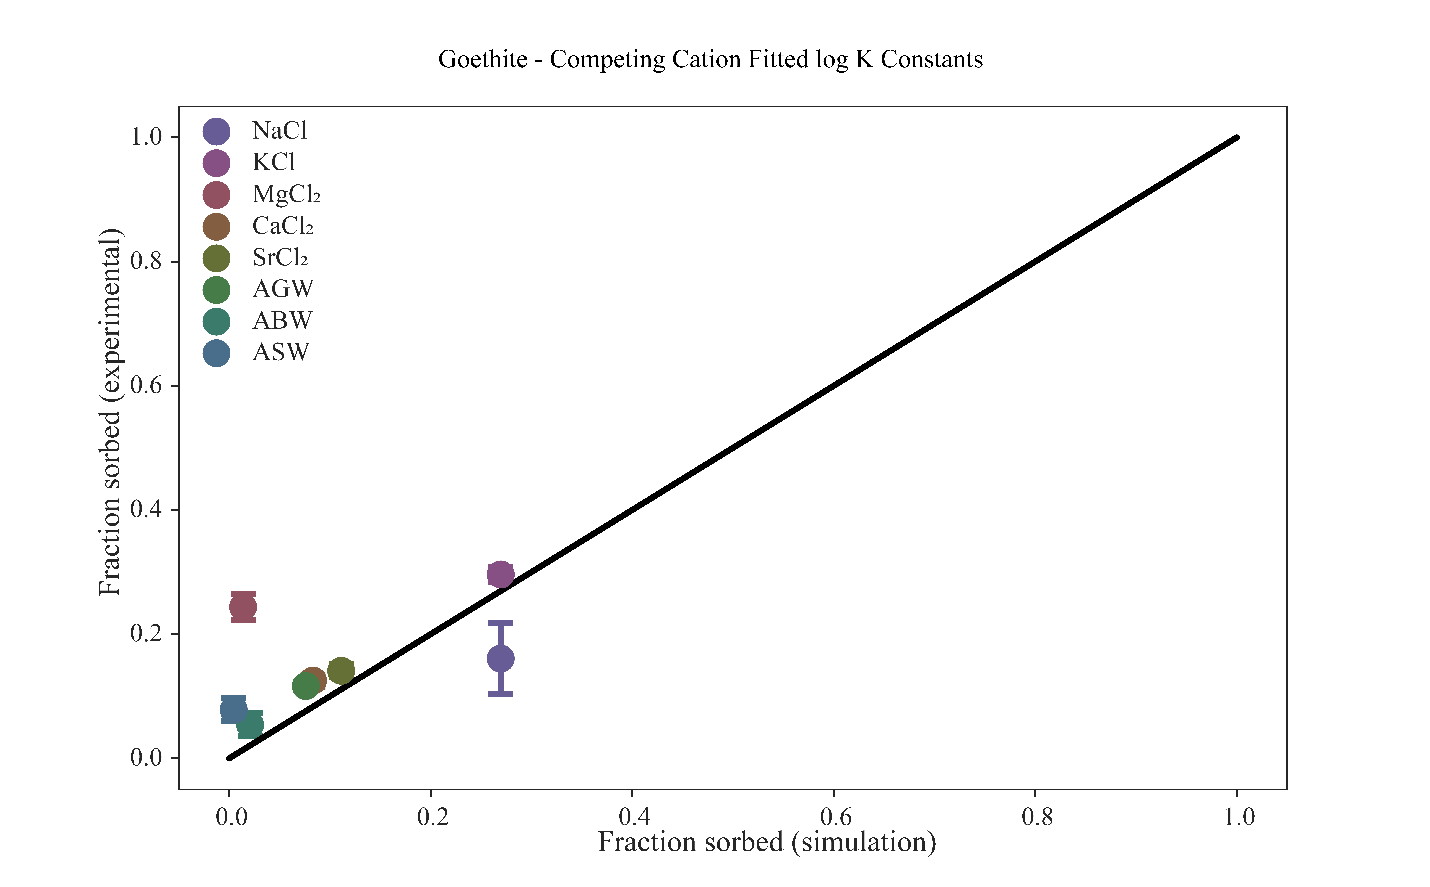 Goethite - Competing Cation Fitted log K Constants
NaCl
KCl
MgCl₂
CaCl₂
SrCl₂
AGW
ABW
ASW
Fraction sorbed (experimental)
1.0
0.8
0.6
0.4
0.2
0.0
0.0 0.2 0.4 0.6 0.8 1.0
Fraction sorbed (simulation)